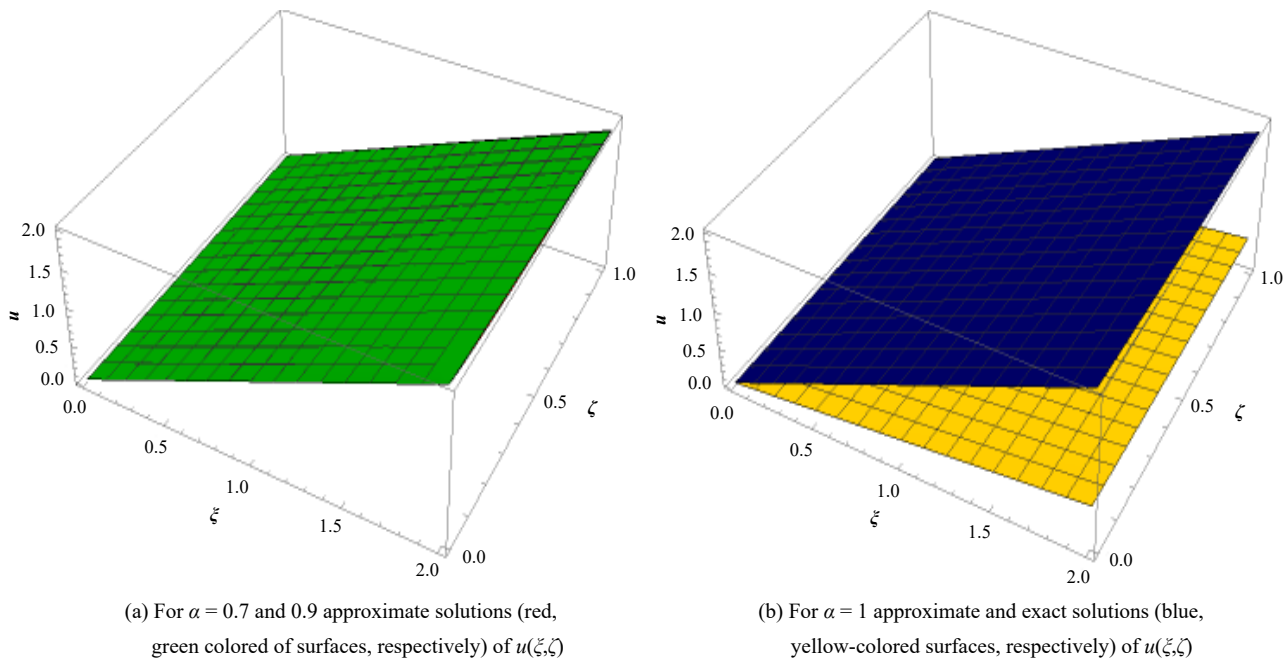 2.0
1.5
1.0
0.5
0.0
u
0.0
0.5
1.0
1.5
2.0
ξ
0.0
0.5
1.0
ζ
(a) For α = 0.7 and 0.9 approximate solutions (red,
green colored of surfaces, respectively) of u(ξ,ζ)
2.0
1.5
1.0
0.5
0.0
u
0.0
0.5
1.0
1.5
2.0
ξ
0.0
0.5
1.0
ζ
(b) For α = 1 approximate and exact solutions (blue,
yellow-colored surfaces, respectively) of u(ξ,ζ)